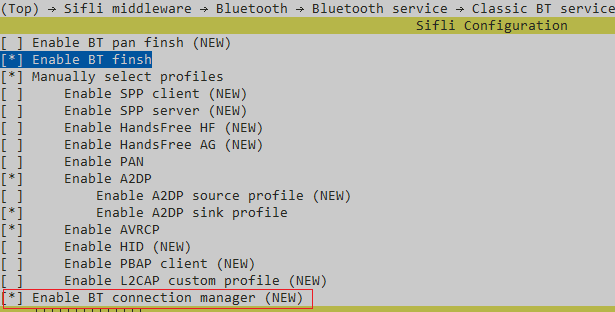 (Top) → Sifli middleware → Bluetooth → Bluetooth service → Classic BT service
Sifli Configuration
[ ] Enable BT pan finsh (NEW)
[*] Enable BT finsh
[*] Manually select profiles
[ ] Enable SPP client (NEW)
[ ] Enable SPP server (NEW)
[ ] Enable HandsFree HF (NEW)
[ ] Enable HandsFree AG (NEW)
[ ] Enable PAN
[*] Enable A2DP
[ ] Enable A2DP source profile (NEW)
[*] Enable A2DP sink profile
[*] Enable AVRCP
[ ] Enable HID (NEW)
[ ] Enable PBAP client (NEW)
[ ] Enable L2CAP custom profile (NEW)
[*] Enable BT connection manager (NEW)